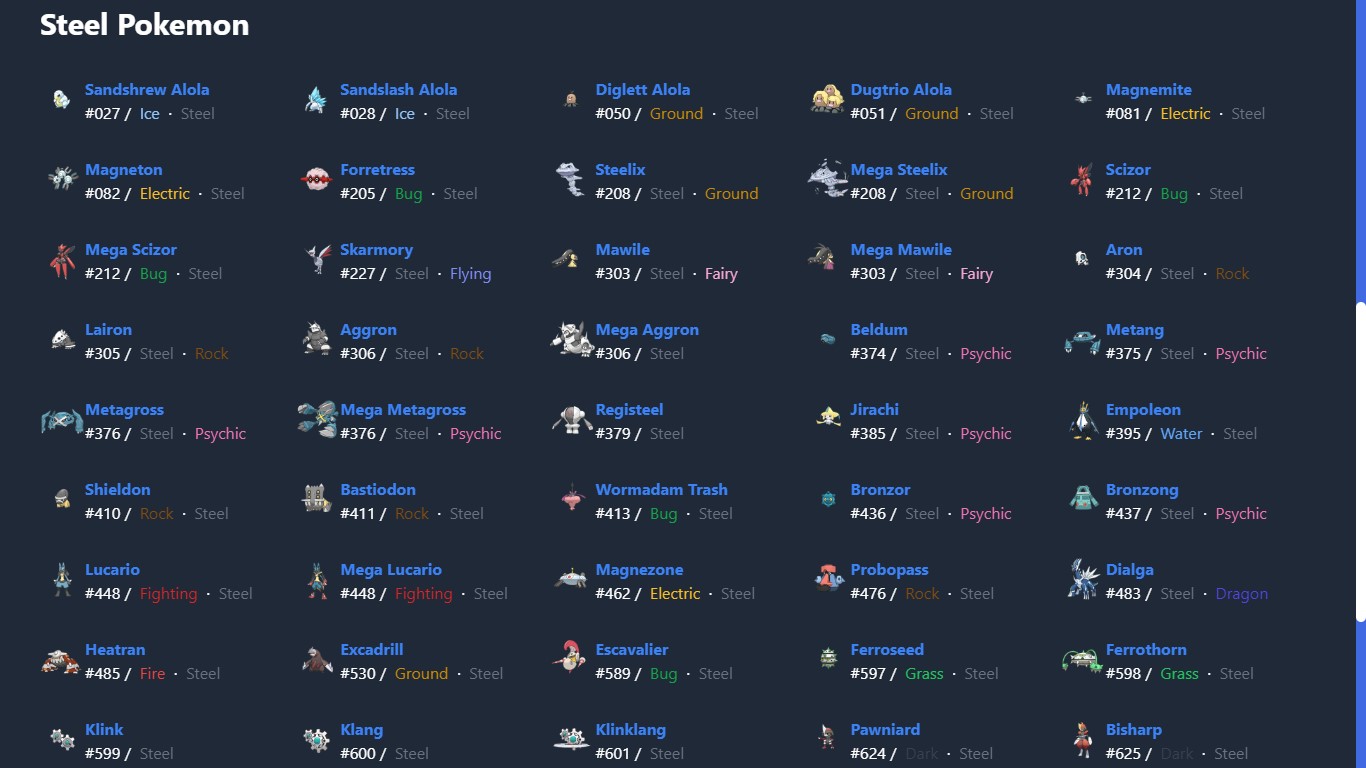 Steel Pokemon
Sandshrew Alola
#027 / Ice · Steel
Sandslash Alola
#028 / Ice · Steel
Diglett Alola
#050 / Ground · Steel
Dugtrio Alola
#051 / Ground · Steel
Magnemite
#081 / Electric · Steel
Magneton
#082 / Electric · Steel
Forretress
#205 / Bug · Steel
Steelix
#208 / Steel · Ground
Mega Steelix
#208 / Steel · Ground
Scizor
#212 / Bug · Steel
Mega Scizor
#212 / Bug · Steel
Skarmory
#227 / Steel · Flying
Mawile
#303 / Steel · Fairy
Mega Mawile
#303 / Steel · Fairy
Aron
#304 / Steel · Rock
Lairon
#305 / Steel · Rock
Aggron
#306 / Steel · Rock
Mega Aggron
#306 / Steel
Beldum
#374 / Steel · Psychic
Metang
#375 / Steel · Psychic
Metagross
#376 / Steel · Psychic
Mega Metagross
#376 / Steel · Psychic
Registeel
#379 / Steel
Jirachi
#385 / Steel · Psychic
Empoleon
#395 / Water · Steel
Shieldon
#410 / Rock · Steel
Bastiodon
#411 / Rock · Steel
Wormadam Trash
#413 / Bug · Steel
Bronzor
#436 / Steel · Psychic
Bronzong
#437 / Steel · Psychic
Lucario
#448 / Fighting · Steel
Mega Lucario
#448 / Fighting · Steel
Magnezone
#462 / Electric · Steel
Probopass
#476 / Rock · Steel
Dialga
#483 / Steel · Dragon
Heatran
#485 / Fire · Steel
Excadrill
#530 / Ground · Steel
Escavalier
#589 / Bug · Steel
Ferroseed
#597 / Grass · Steel
Ferrothorn
#598 / Grass · Steel
Klink
#599 / Steel
Klang
#600 / Steel
Klinklang
#601 / Steel
Pawniard
#624 / Dark · Steel
Bisharp
#625 / Dark · Steel